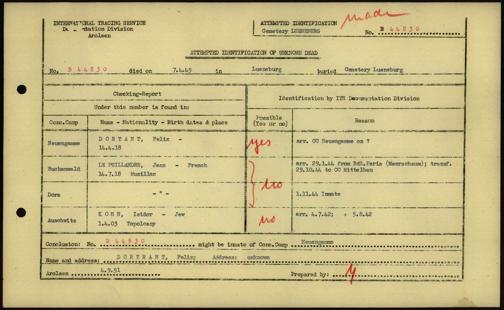 INTERNATIONAL TRACING SERVICE
Documentation Division
Arolsen
ATTEMPTED IDENTIFICATION made
Cemetery LUENEBURG No. B 44830
ATTEMPTED IDENTIFICATION OF UNKNOWN DEAD
No. B 44830 died on 7.4.45 in Lueneburg buried Cemetery Lueneburg
Checking-Report
Under this number is found in:
Conc.Camp Name - Nationality - Birth dates & place
Possible (Yes or no)
Identification by ITS Documentation Division
Reason
Neuengamme DORTANT, Felix - yes arr. CC Neuengamme on ?
14.4.18
Buchenwald LE PUILLANDRE, Jean - French arr. 29.1.44 from Rdf.Paris (Meerschaum); transf.
14.7.18 Muzillac 29.10.44 to CC Mittelbau
no
Dora - " - 1.11.44 Inmate
Auschwitz KOHN, Isidor - Jew no arr. 4.7.42; + 5.8.42
1.4.03 Topolcany
Conclusion: No. B 44830 might be inmate of Conc.Camp Neuengamme
Name and address: DORTRANT, Felix; Address: unknown
Arolsen 4.9.51 Prepared by: